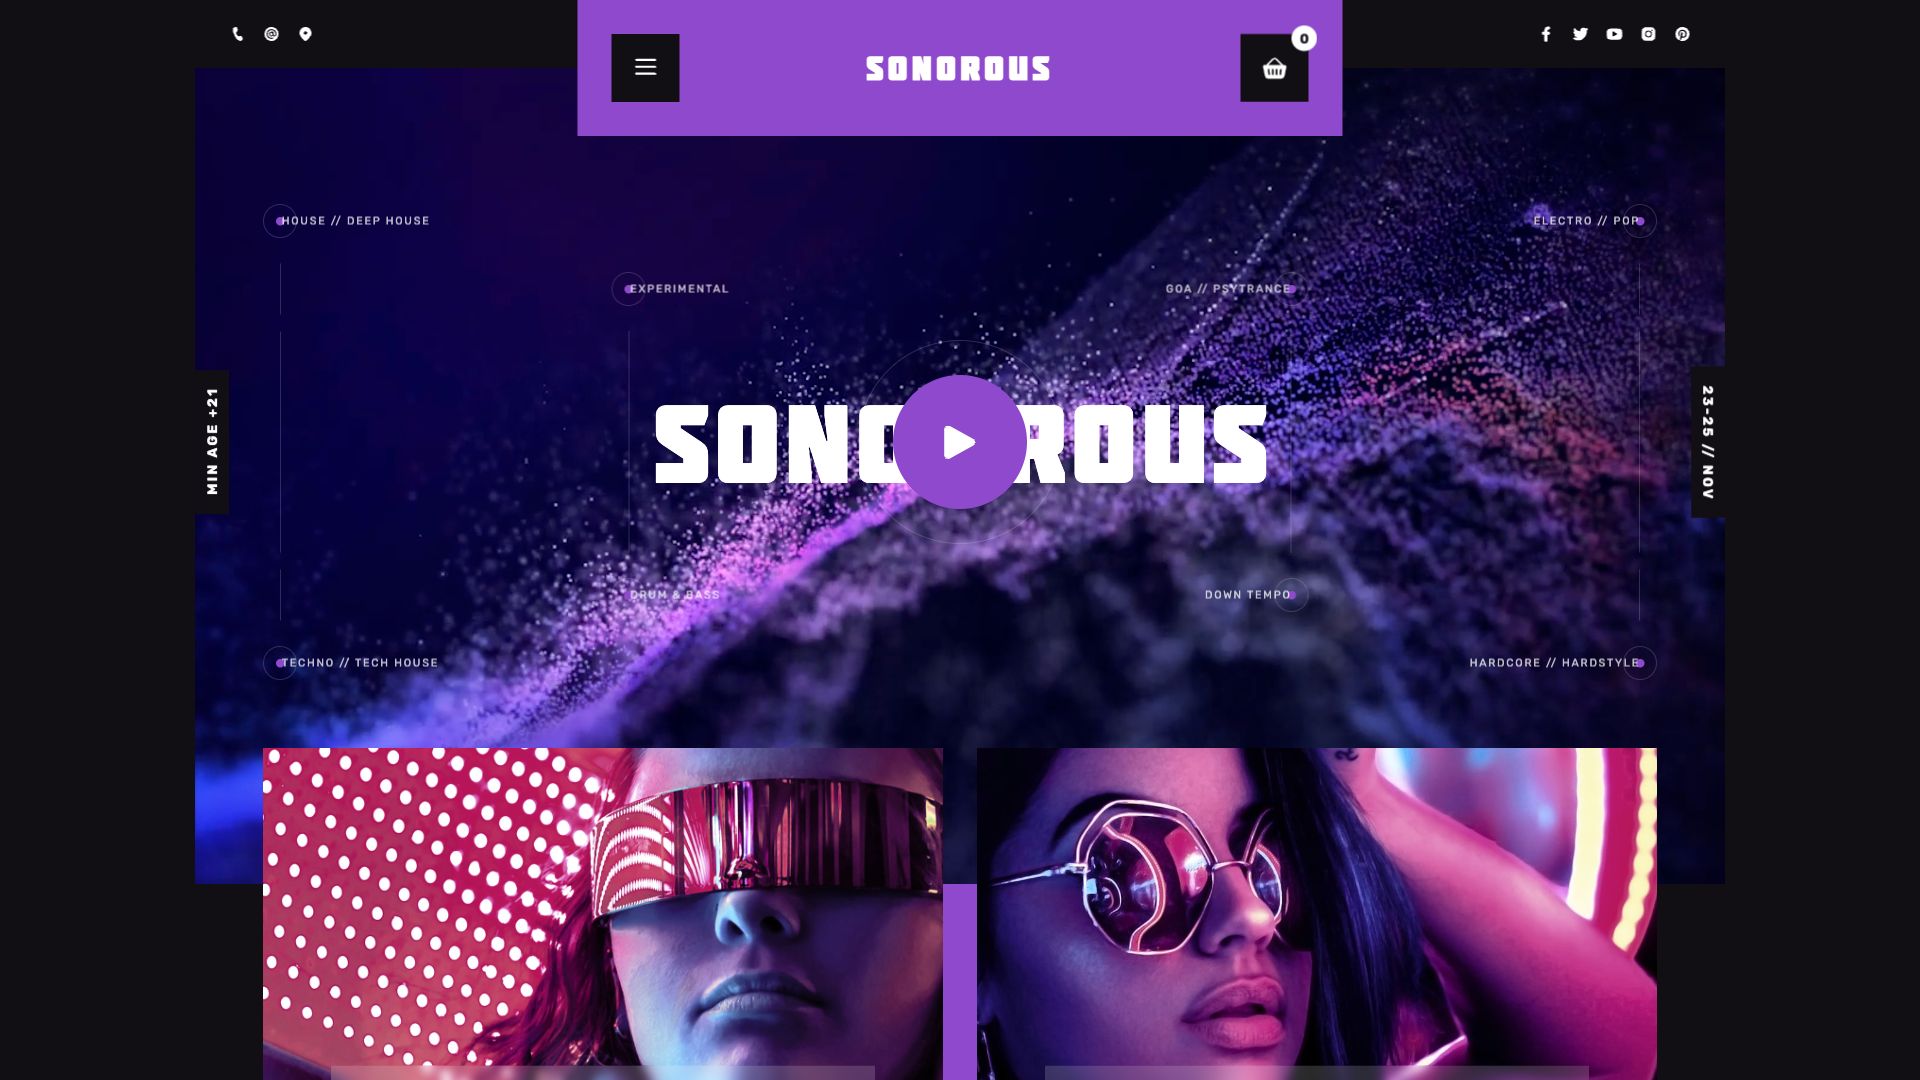 SONOROUS
0
HOUSE // DEEP HOUSE
ELECTRO // POP
EXPERIMENTAL
GOA // PSYTRANCE
MIN AGE +21
SONOROUS
23-25 // NOV
DRUM & BASS
DOWN TEMPO
TECHNO // TECH HOUSE
HARDCORE // HARDSTYLE